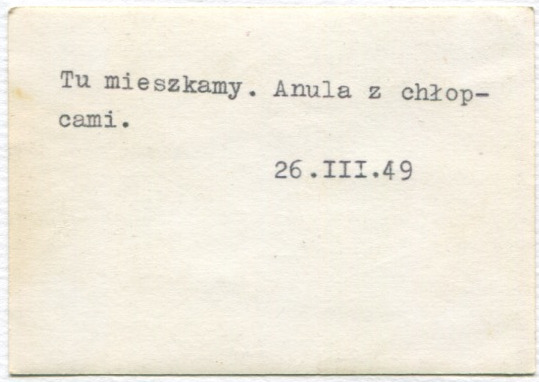 Tu mieszkamy. Anula z chłop-
cami.
26.III.49